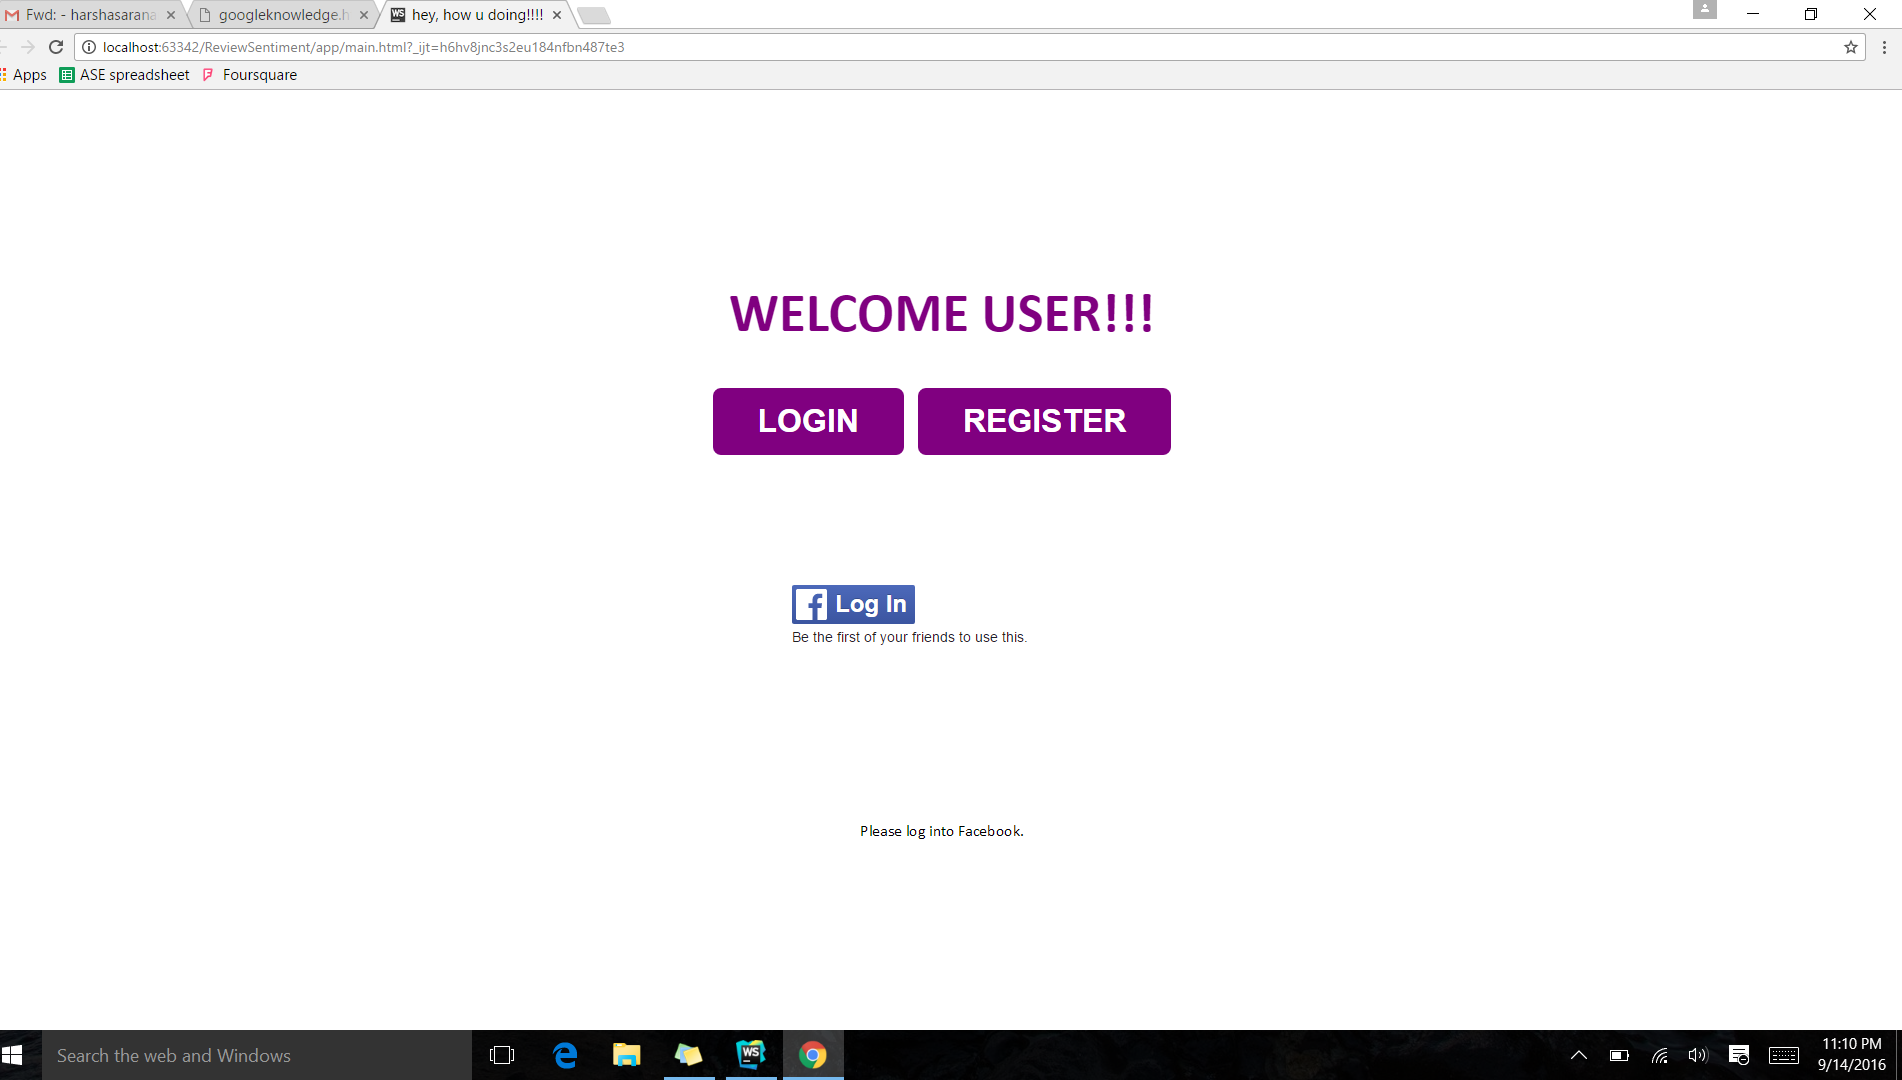 Fwd: - harshasarana
googleknowledge.h
WS hey, how u doing!!!!
localhost:63342/ReviewSentiment/app/main.html?_ijt=h6hv8jnc3s2eu184nfbn487te3
Apps ASE spreadsheet Foursquare
WELCOME USER!!!
LOGIN REGISTER
f Log In
Be the first of your friends to use this.
Please log into Facebook.
Search the web and Windows
WS
11:10 PM
9/14/2016